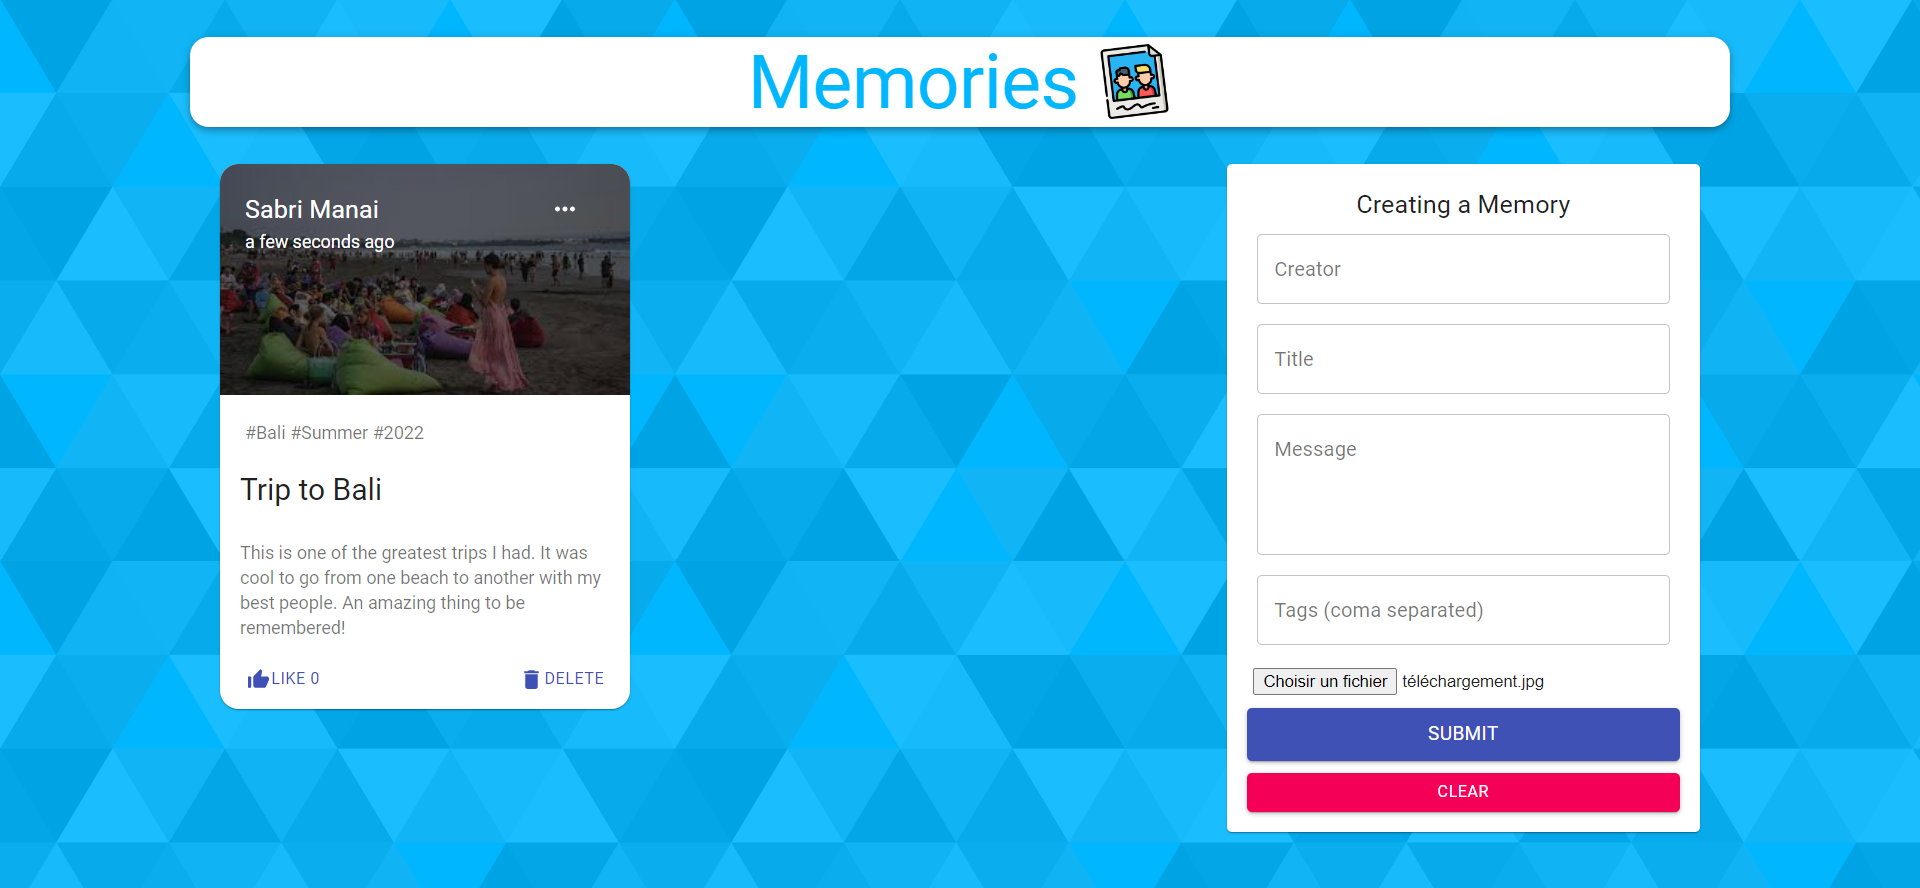 Memories
Sabri Manai
a few seconds ago
#Bali #Summer #2022
Trip to Bali
This is one of the greatest trips I had. It was
cool to go from one beach to another with my
best people. An amazing thing to be
remembered!
LIKE 0
DELETE
Creating a Memory
Creator
Title
Message
Tags (coma separated)
Choisir un fichier téléchargement.jpg
SUBMIT
CLEAR